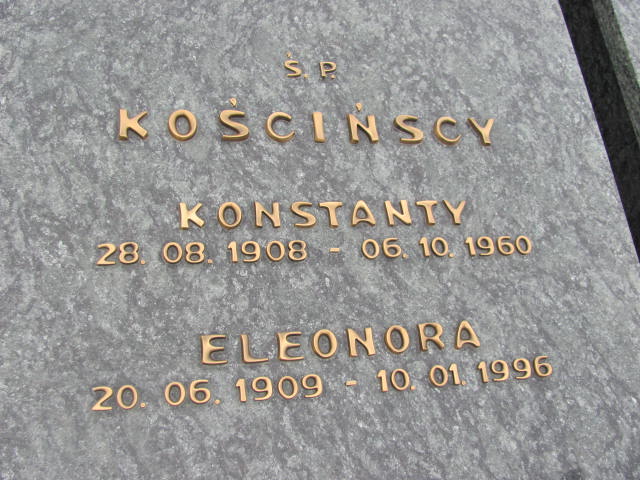 Ś. P.
KOŚCIŃSCY
KONSTANTY
28. 08. 1908 - 06. 10. 1960
ELEONORA
20. 06. 1909 - 10. 01. 1996